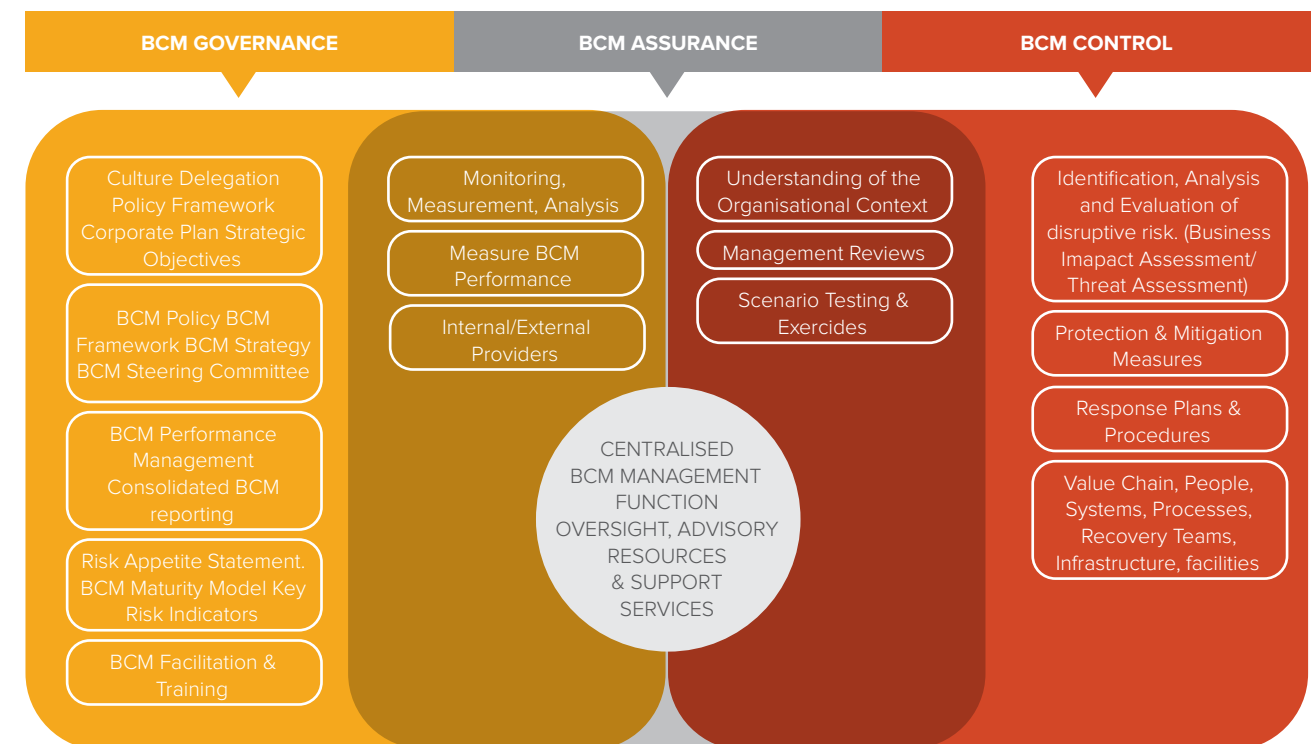 BCM GOVERNANCE
BCM ASSURANCE
BCM CONTROL
Culture Delegation
Policy Framework
Corporate Plan Strategic
Objectives
BCM Policy BCM
Framework BCM Strategy
BCM Steering Committee
BCM Performance
Management
Consolidated BCM
reporting
Risk Appetite Statement.
BCM Maturity Model Key
Risk Indicators
BCM Facilitation &
Training
Monitoring,
Measurement, Analysis
Measure BCM
Performance
Internal/External
Providers
Understanding of the
Organisational Context
Management Reviews
Scenario Testing &
Exercides
CENTRALISED
BCM MANAGEMENT
FUNCTION
OVERSIGHT, ADVISORY
RESOURCES
& SUPPORT
SERVICES
Identification, Analysis
and Evaluation of
disruptive risk. (Business
Imapact Assessment/
Threat Assessment)
Protection & Mitigation
Measures
Response Plans &
Procedures
Value Chain, People,
Systems, Processes,
Recovery Teams,
Infrastructure, facilities